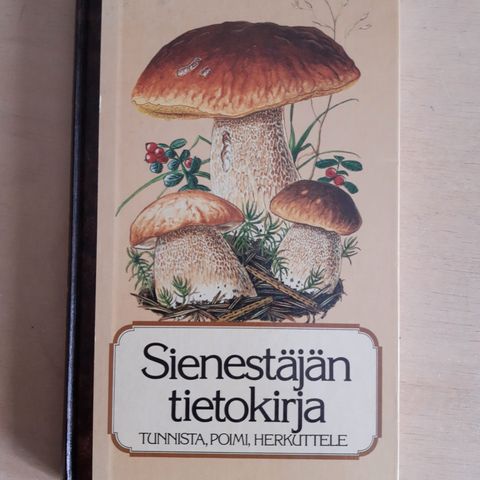 Sienestäjän
tietokirja
TUNNISTA, POIMI, HERKUTTELE